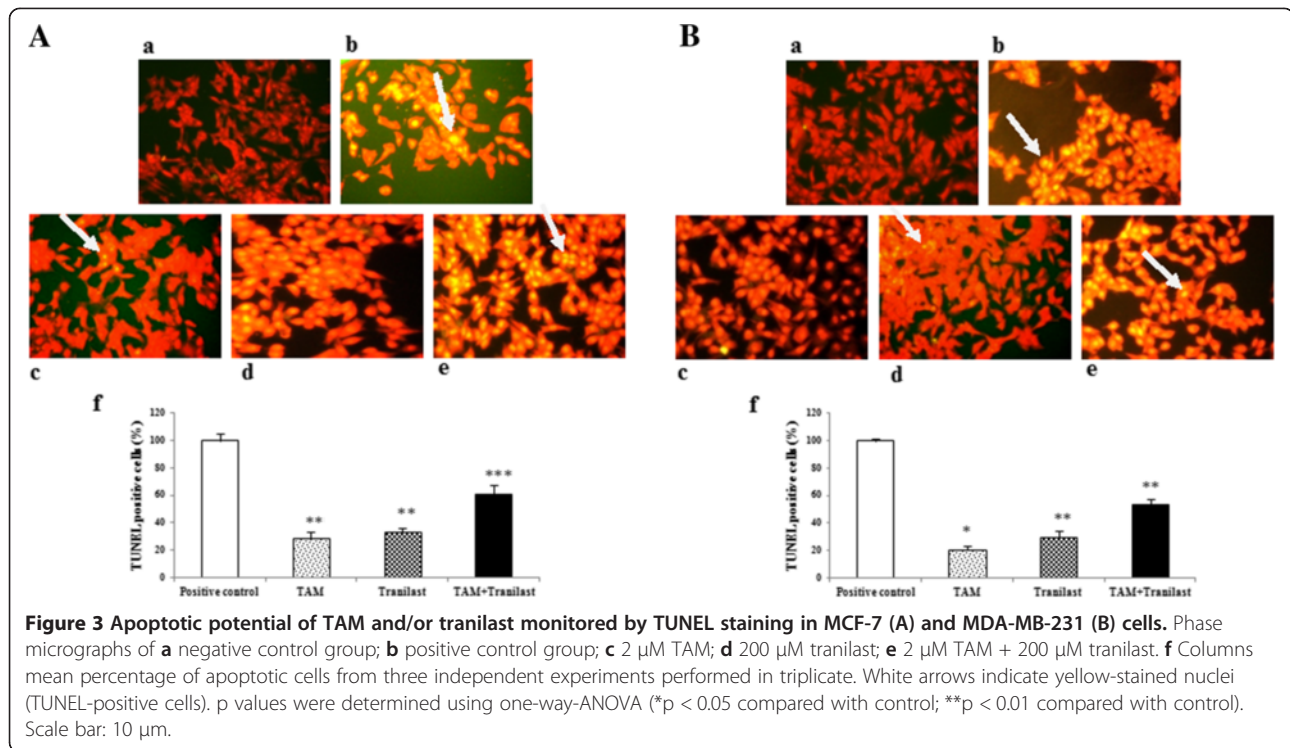 A
B
a
b
a
b
c
d
e
c
d
e
f
TUNEL positive cells (%)
120
100
80
60
40
20
0
**
**
***
Positive control TAM Tranilast TAM+Tranilast
f
TUNEL positive cells (%)
120
100
80
60
40
20
0
*
**
**
Positive control TAM Tranilast TAM+Tranilast
Figure 3 Apoptotic potential of TAM and/or tranilast monitored by TUNEL staining in MCF-7 (A) and MDA-MB-231 (B) cells. Phase
micrographs of a negative control group; b positive control group; c 2 μM TAM; d 200 μM tranilast; e 2 μM TAM + 200 μM tranilast. f Columns
mean percentage of apoptotic cells from three independent experiments performed in triplicate. White arrows indicate yellow-stained nuclei
(TUNEL-positive cells). p values were determined using one-way-ANOVA (*p < 0.05 compared with control; **p < 0.01 compared with control).
Scale bar: 10 μm.